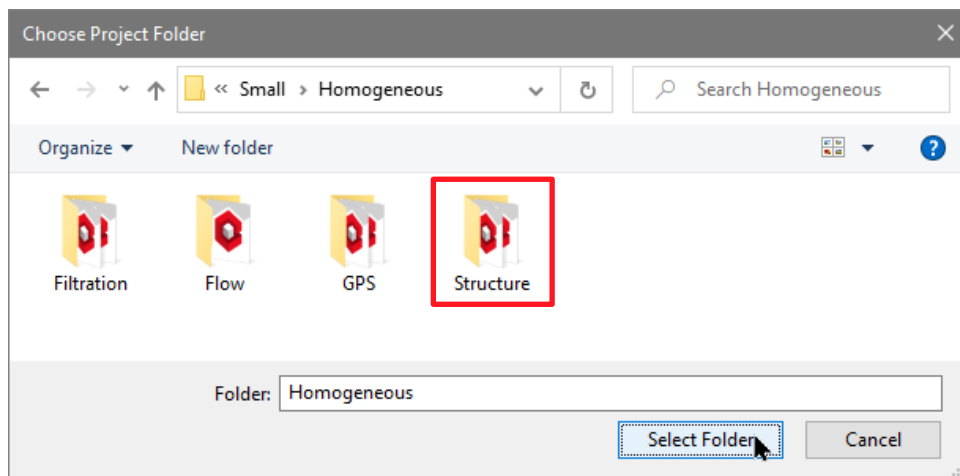 Choose Project Folder
« Small › Homogeneous
Search Homogeneous
Organize
New folder
?
Filtration
Flow
GPS
Structure
Folder: Homogeneous
Select Folder
Cancel